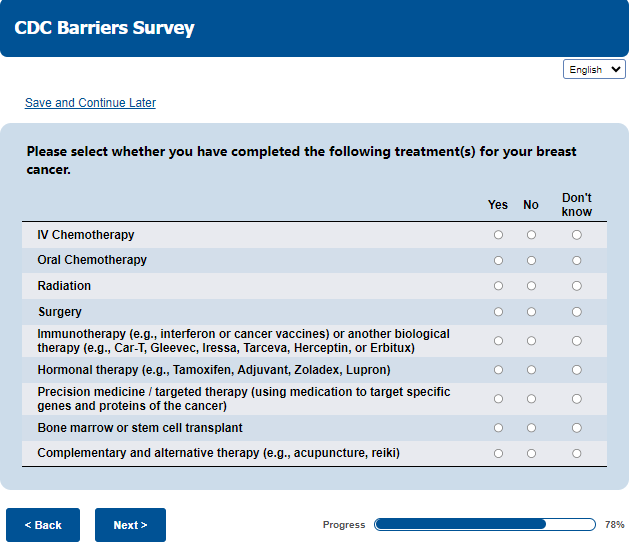 CDC Barriers Survey
English
Save and Continue Later
Please select whether you have completed the following treatment(s) for your breast
cancer.
Yes No Don't
know
IV Chemotherapy
Oral Chemotherapy
Radiation
Surgery
Immunotherapy (e.g., interferon or cancer vaccines) or another biological
therapy (e.g., Car-T, Gleevec, Iressa, Tarceva, Herceptin, or Erbitux)
Hormonal therapy (e.g., Tamoxifen, Adjuvant, Zoladex, Lupron)
Precision medicine / targeted therapy (using medication to target specific
genes and proteins of the cancer)
Bone marrow or stem cell transplant
Complementary and alternative therapy (e.g., acupuncture, reiki)
< Back Next > Progress 78%